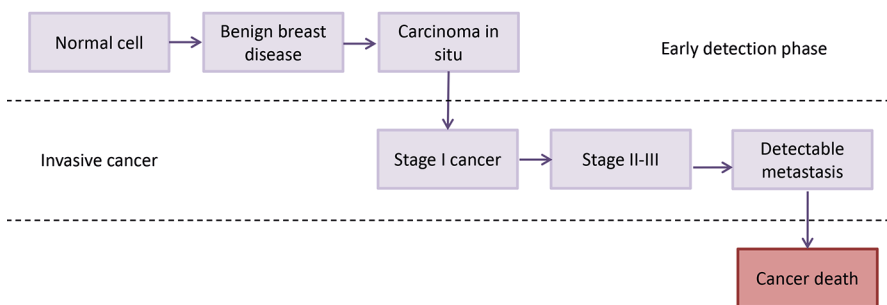 Normal cell
Benign breast
disease
Carcinoma in
situ
Early detection phase
Invasive cancer
Stage I cancer
Stage II-III
Detectable
metastasis
Cancer death